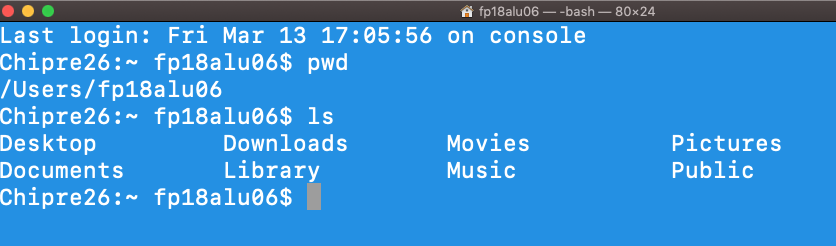 fp18alu06 — -bash — 80×24
Last login: Fri Mar 13 17:05:56 on console
Chipre26:~ fp18alu06$ pwd
/Users/fp18alu06
Chipre26:~ fp18alu06$ ls
Desktop Downloads Movies Pictures
Documents Library Music Public
Chipre26:~ fp18alu06$